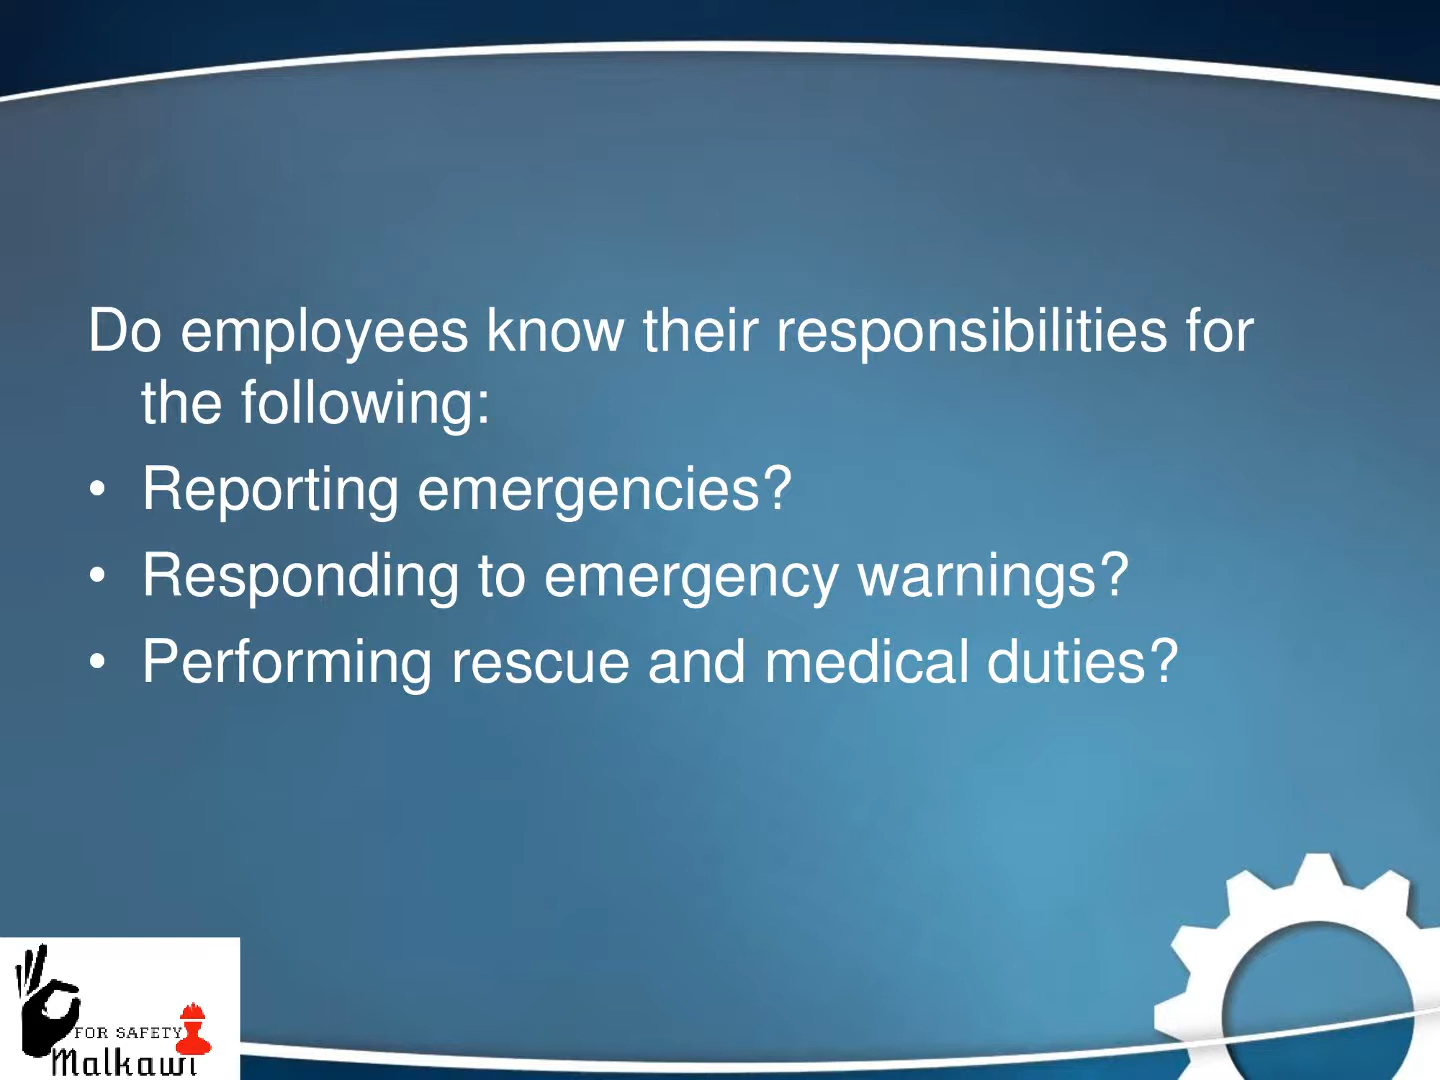 Do employees know their responsibilities for
the following:
• Reporting emergencies?
• Responding to emergency warnings?
• Performing rescue and medical duties?
FOR SAFETY
Malkawi